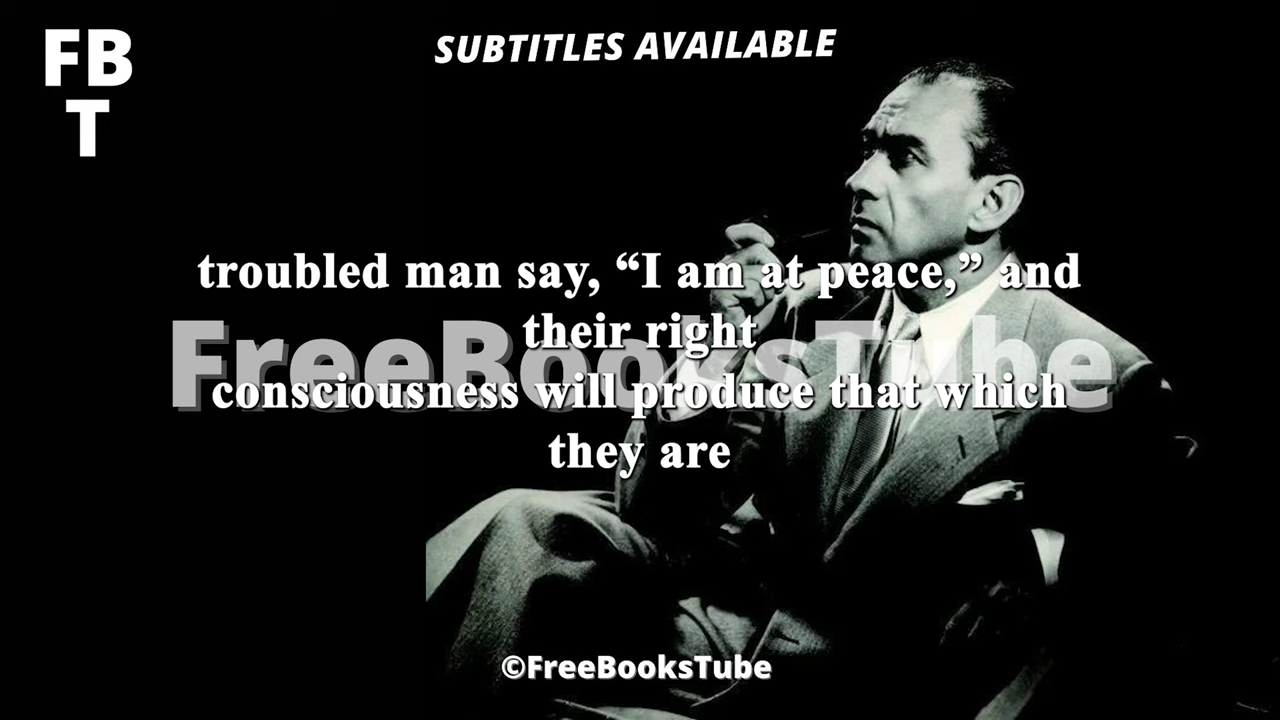 FB
T
SUBTITLES AVAILABLE
troubled man say, “I am at peace,” and
their right
consciousness will produce that which
they are
FreeBooksTube
©FreeBooksTube